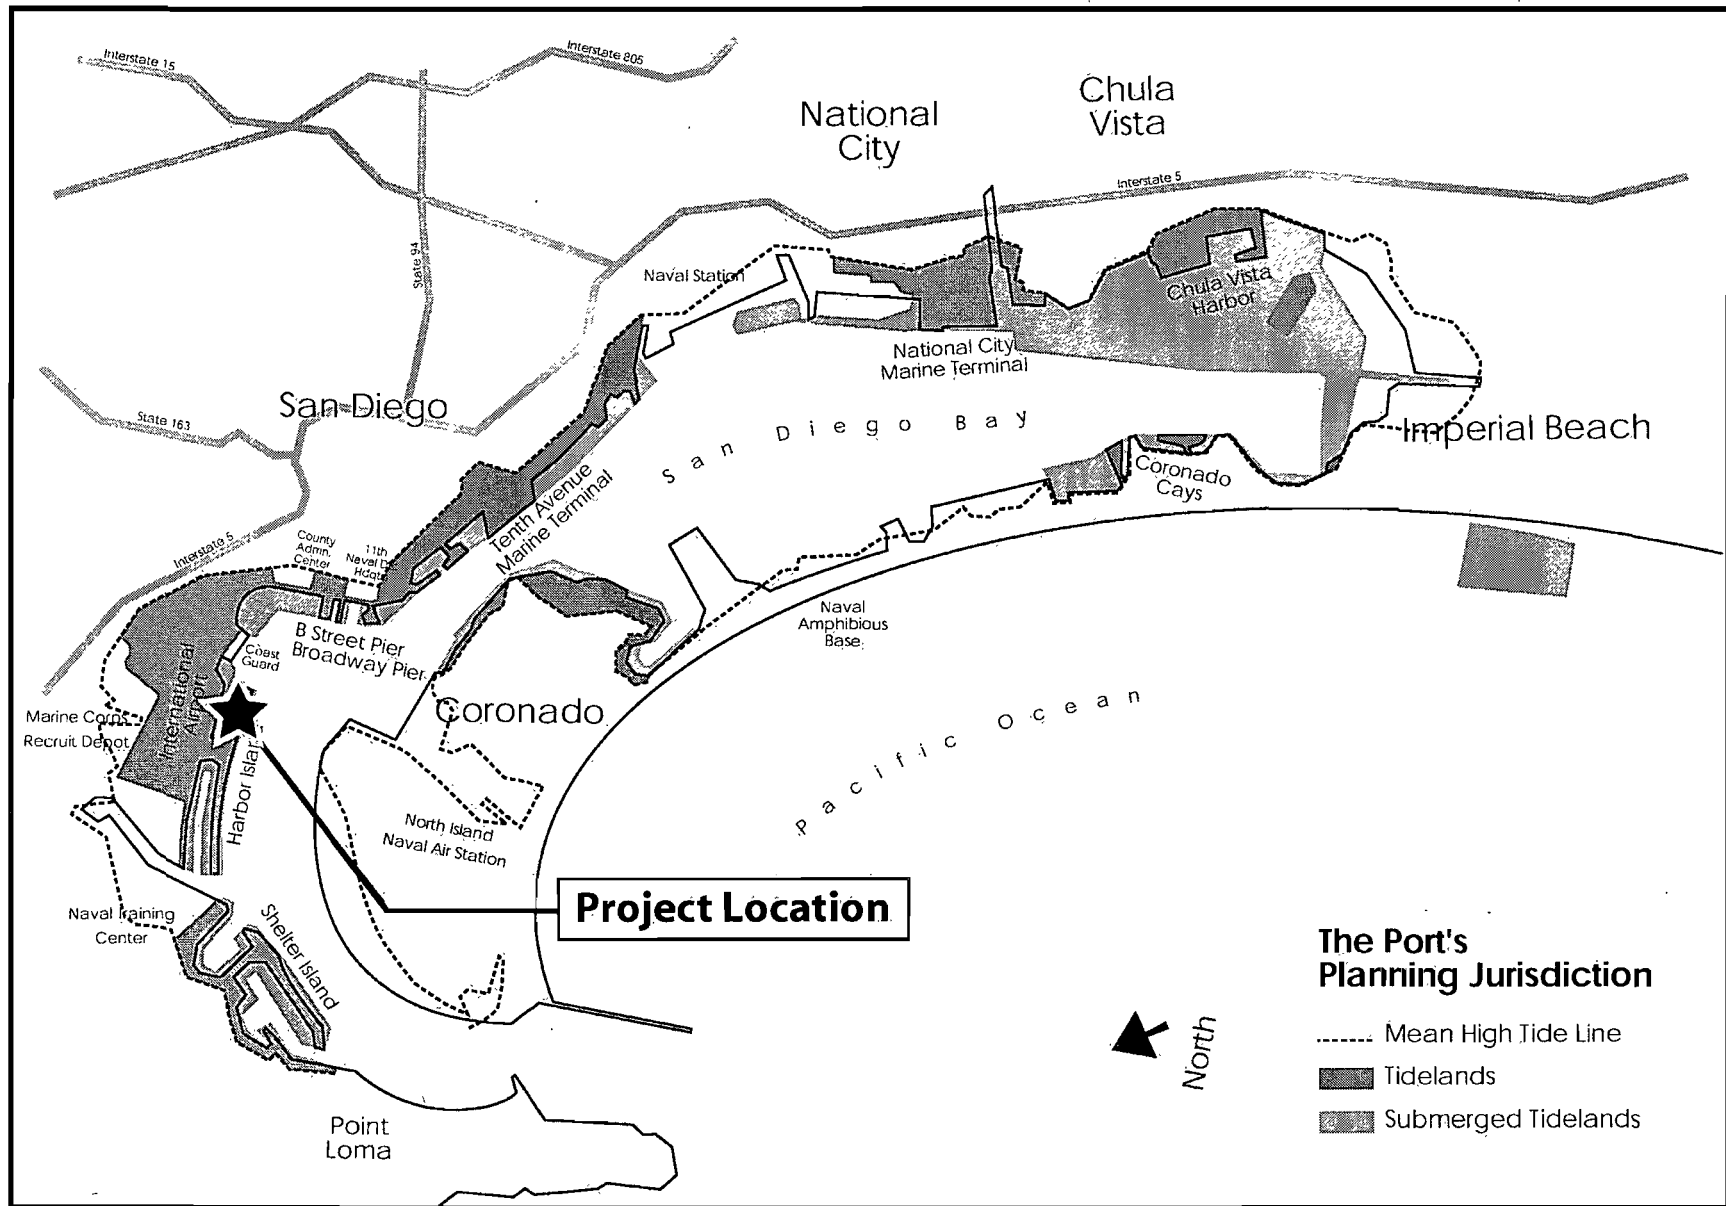 Interstate 15
Interstate 805
National
City
Chula
Vista
Interstate 5
State 94
Naval Station
Chula Vista
Harbor
National City
Marine Terminal
San Diego
State 163
San Diego Bay
Imperial Beach
Coronado
Cays
Tenth Avenue
Marine Terminal
Interstate 5
County
Admn.
Center
11th
Naval D
Hdqt
Naval
Amphibious
Base
B Street Pier
Broadway Pier
Coast
Guard
International
Airport
Marine Corps
Recruit Depot
Coronado
Pacific Ocean
Harbor Islan
North Island
Naval Air Station
Project Location
Naval Training
Center
Shelter Island
Point
Loma
North
The Port's
Planning Jurisdiction
Mean High Tide Line
Tidelands
Submerged Tidelands